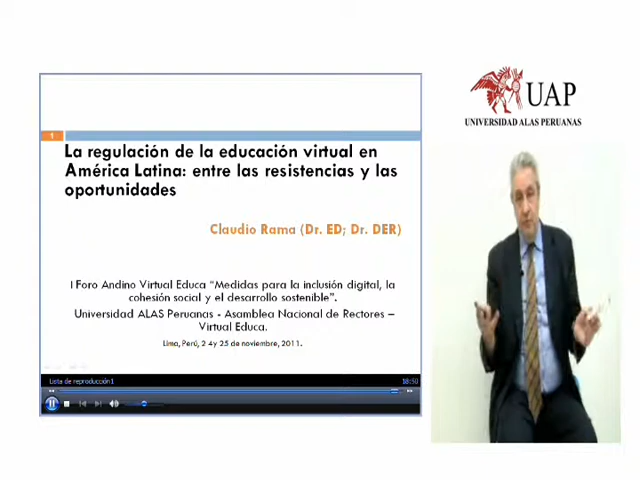 1
La regulación de la educación virtual en
América Latina: entre las resistencias y las
oportunidades
Claudio Rama (Dr. ED; Dr. DER)
I Foro Andino Virtual Educa "Medidas para la inclusión digital, la
cohesión social y el desarrollo sostenible".
Universidad ALAS Peruanas - Asamblea Nacional de Rectores –
Virtual Educa.
Lima, Perú, 2 4y 25 de noviembre, 2011.
Lista de reproducción1
18:50
UAP
UNIVERSIDAD ALAS PERUANAS